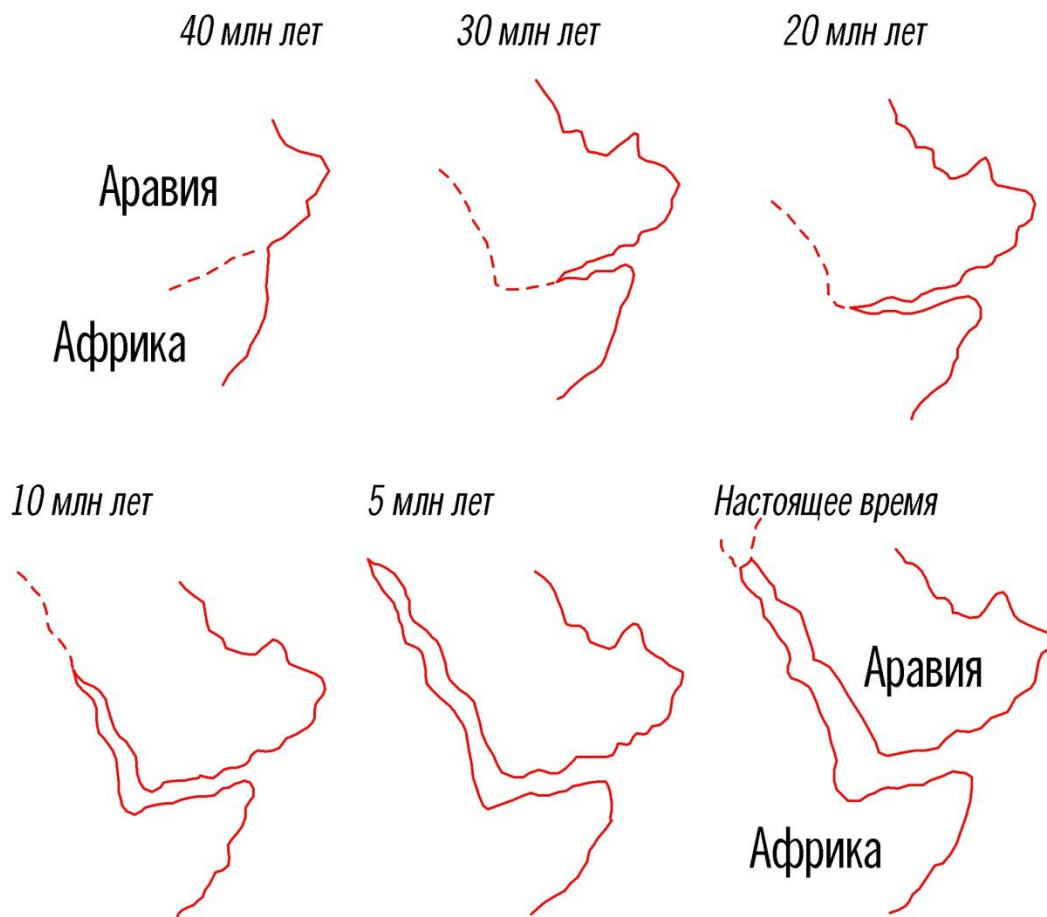 40 млн лет
30 млн лет
20 млн лет
Аравия
Африка
10 млн лет
5 млн лет
Настоящее время
Аравия
Африка